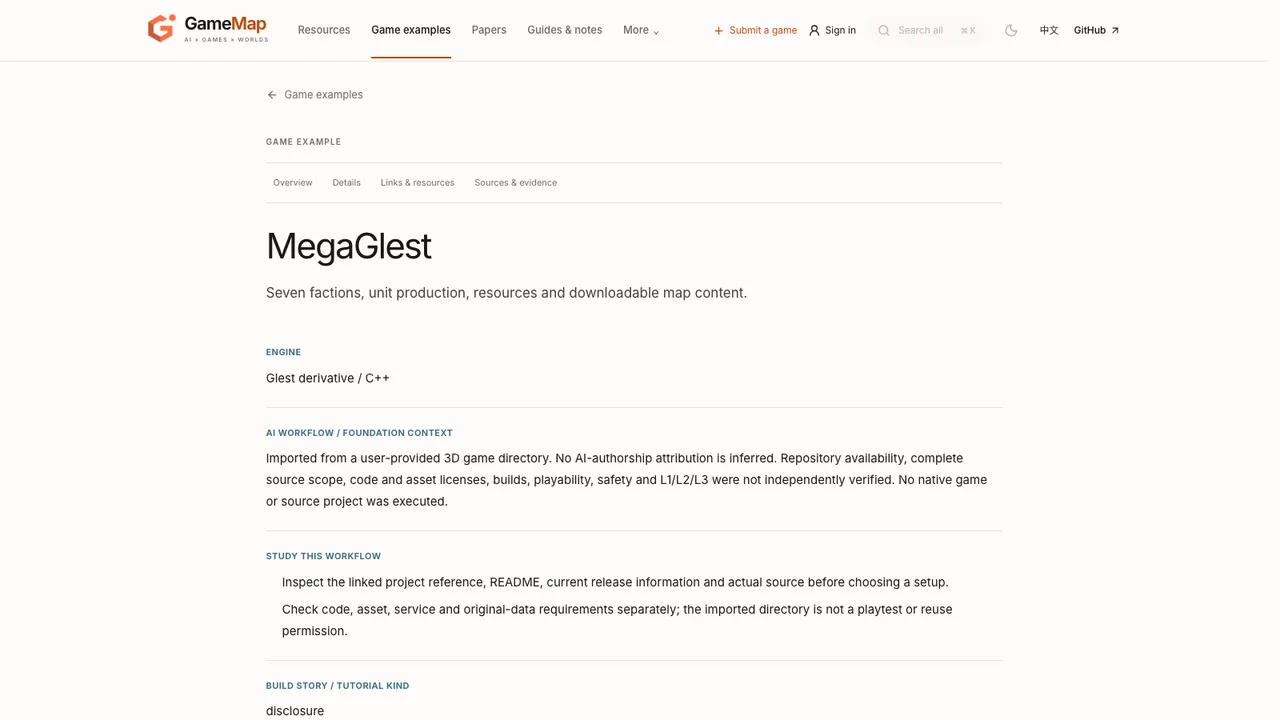 GameMap
AI × GAMES × WORLDS
Resources
Game examples
Papers
Guides & notes
More
+ Submit a game
Sign in
Search all
⌘ K
中文
GitHub ↗
← Game examples
GAME EXAMPLE
Overview
Details
Links & resources
Sources & evidence
MegaGlest
Seven factions, unit production, resources and downloadable map content.
ENGINE
Glest derivative / C++
AI WORKFLOW / FOUNDATION CONTEXT
Imported from a user-provided 3D game directory. No AI-authorship attribution is inferred. Repository availability, complete
source scope, code and asset licenses, builds, playability, safety and L1/L2/L3 were not independently verified. No native game
or source project was executed.
STUDY THIS WORKFLOW
Inspect the linked project reference, README, current release information and actual source before choosing a setup.
Check code, asset, service and original-data requirements separately; the imported directory is not a playtest or reuse
permission.
BUILD STORY / TUTORIAL KIND
disclosure